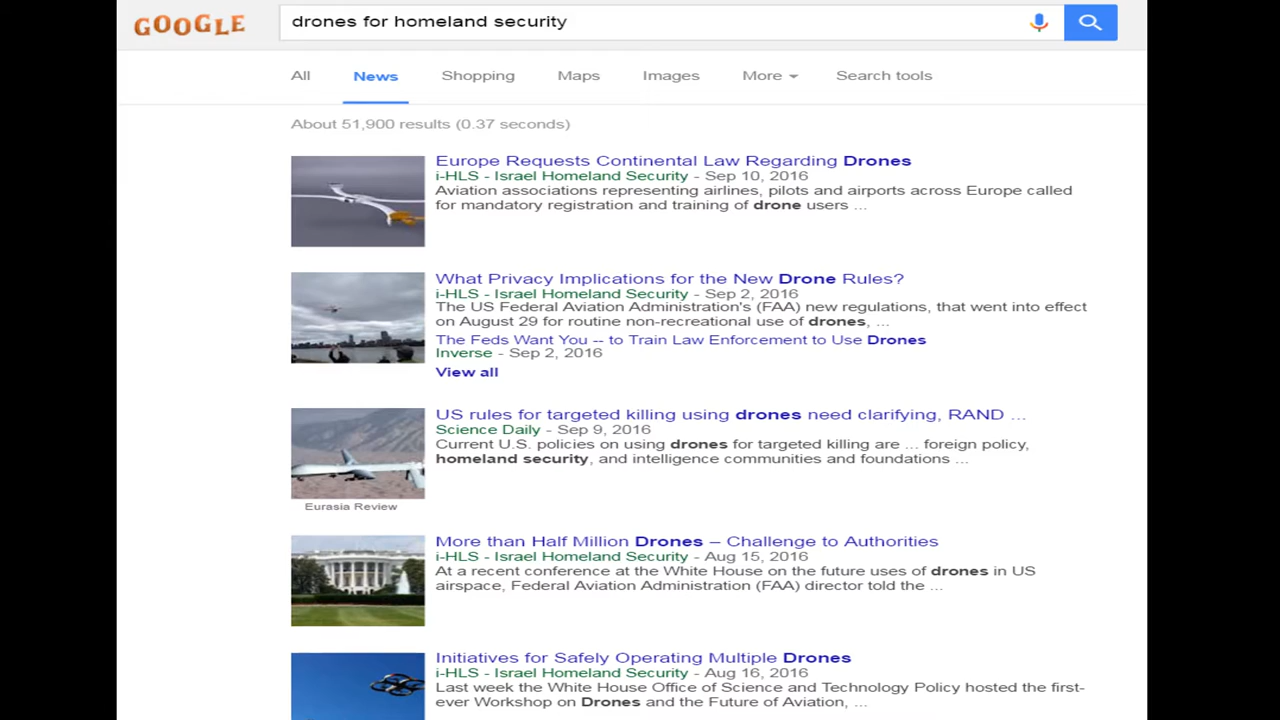 GOOGLE
drones for homeland security
All News Shopping Maps Images More Search tools
About 51,900 results (0.37 seconds)
Europe Requests Continental Law Regarding Drones
i-HLS - Israel Homeland Security - Sep 10, 2016
Aviation associations representing airlines, pilots and airports across Europe called
for mandatory registration and training of drone users ...
What Privacy Implications for the New Drone Rules?
i-HLS - Israel Homeland Security - Sep 2, 2016
The US Federal Aviation Administration's (FAA) new regulations, that went into effect
on August 29 for routine non-recreational use of drones, ...
The Feds Want You -- to Train Law Enforcement to Use Drones
Inverse - Sep 2, 2016
View all
US rules for targeted killing using drones need clarifying, RAND ...
Science Daily - Sep 9, 2016
Current U.S. policies on using drones for targeted killing are ... foreign policy,
homeland security, and intelligence communities and foundations ...
Eurasia Review
More than Half Million Drones – Challenge to Authorities
i-HLS - Israel Homeland Security - Aug 15, 2016
At a recent conference at the White House on the future uses of drones in US
airspace, Federal Aviation Administration (FAA) director told the ...
Initiatives for Safely Operating Multiple Drones
i-HLS - Israel Homeland Security - Aug 16, 2016
Last week the White House Office of Science and Technology Policy hosted the first-
ever Workshop on Drones and the Future of Aviation, ...